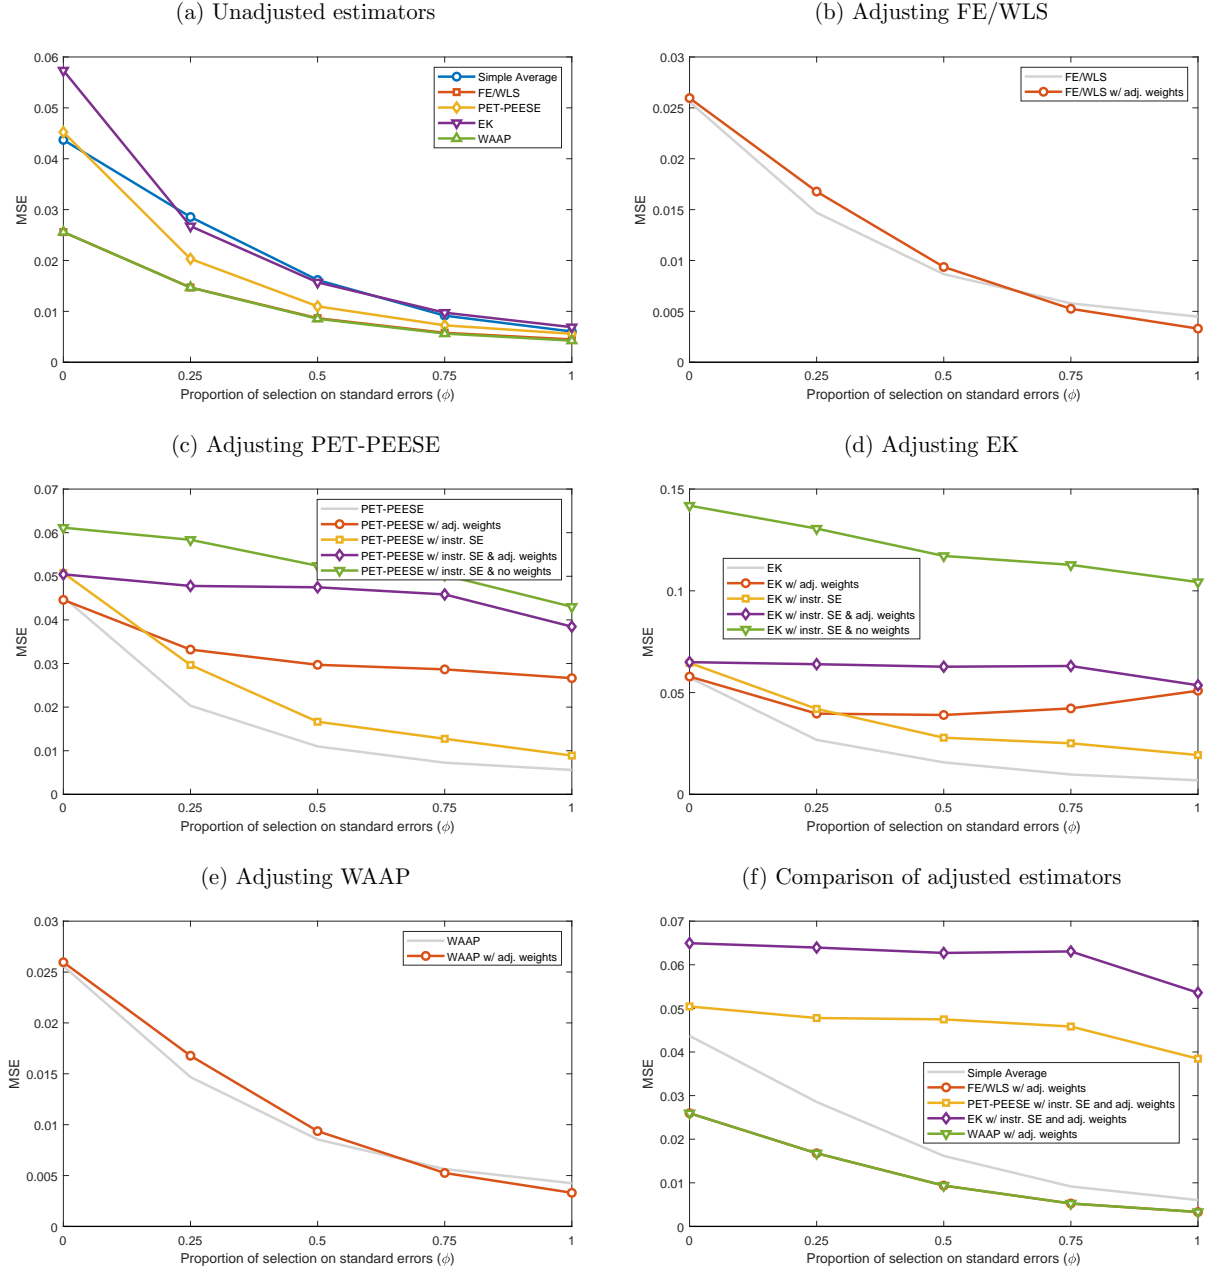 (a) Unadjusted estimators
0.06
0.05
0.04
0.03
0.02
0.01
0
MSE
Simple Average
FE/WLS
PET-PEESE
EK
WAAP
0 0.25 0.5 0.75 1
Proportion of selection on standard errors (ϕ)
(b) Adjusting FE/WLS
0.03
0.025
0.02
0.015
0.01
0.005
0
MSE
FE/WLS
FE/WLS w/ adj. weights
0 0.25 0.5 0.75 1
Proportion of selection on standard errors (ϕ)
(c) Adjusting PET-PEESE
0.07
0.06
0.05
0.04
0.03
0.02
0.01
0
MSE
PET-PEESE
PET-PEESE w/ adj. weights
PET-PEESE w/ instr. SE
PET-PEESE w/ instr. SE & adj. weights
PET-PEESE w/ instr. SE & no weights
0 0.25 0.5 0.75 1
Proportion of selection on standard errors (ϕ)
(d) Adjusting EK
0.15
0.1
0.05
0
MSE
EK
EK w/ adj. weights
EK w/ instr. SE
EK w/ instr. SE & adj. weights
EK w/ instr. SE & no weights
0 0.25 0.5 0.75 1
Proportion of selection on standard errors (ϕ)
(e) Adjusting WAAP
0.03
0.025
0.02
0.015
0.01
0.005
0
MSE
WAAP
WAAP w/ adj. weights
0 0.25 0.5 0.75 1
Proportion of selection on standard errors (ϕ)
(f) Comparison of adjusted estimators
0.07
0.06
0.05
0.04
0.03
0.02
0.01
0
MSE
Simple Average
FE/WLS w/ adj. weights
PET-PEESE w/ instr. SE and adj. weights
EK w/ instr. SE and adj. weights
WAAP w/ adj. weights
0 0.25 0.5 0.75 1
Proportion of selection on standard errors (ϕ)